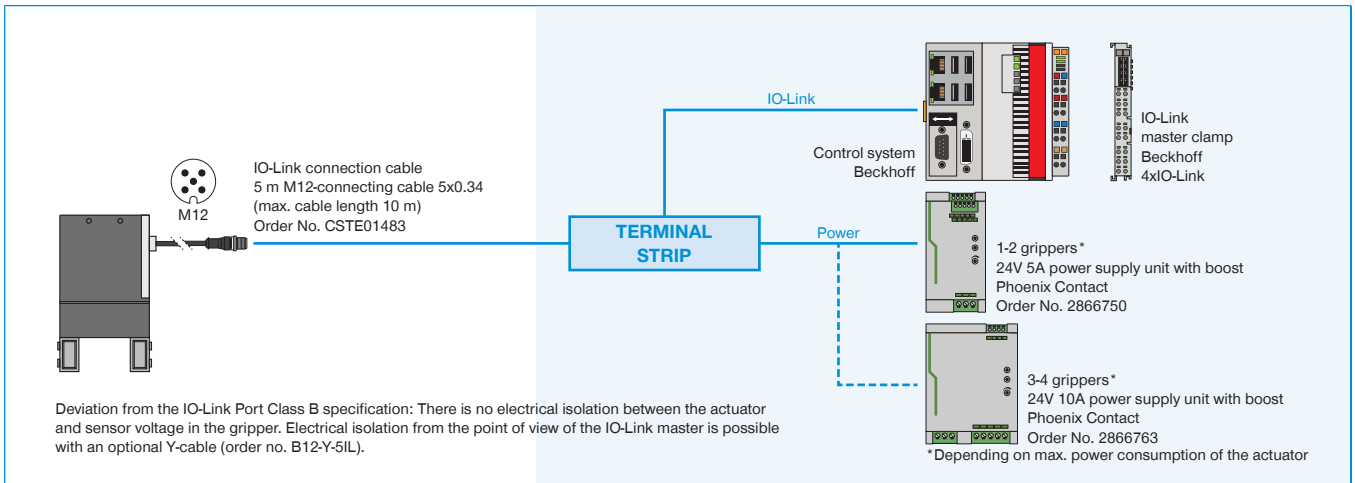 IO-Link
IO-Link
master clamp
Beckhoff
4xIO-Link
Control system
Beckhoff
IO-Link connection cable
5 m M12-connecting cable 5x0.34
(max. cable length 10 m)
Order No. CSTE01483
M12
TERMINAL
STRIP
Power
1-2 grippers*
24V 5A power supply unit with boost
Phoenix Contact
Order No. 2866750
3-4 grippers*
24V 10A power supply unit with boost
Phoenix Contact
Order No. 2866763
*Depending on max. power consumption of the actuator
Deviation from the IO-Link Port Class B specification: There is no electrical isolation between the actuator
and sensor voltage in the gripper. Electrical isolation from the point of view of the IO-Link master is possible
with an optional Y-cable (order no. B12-Y-5IL).